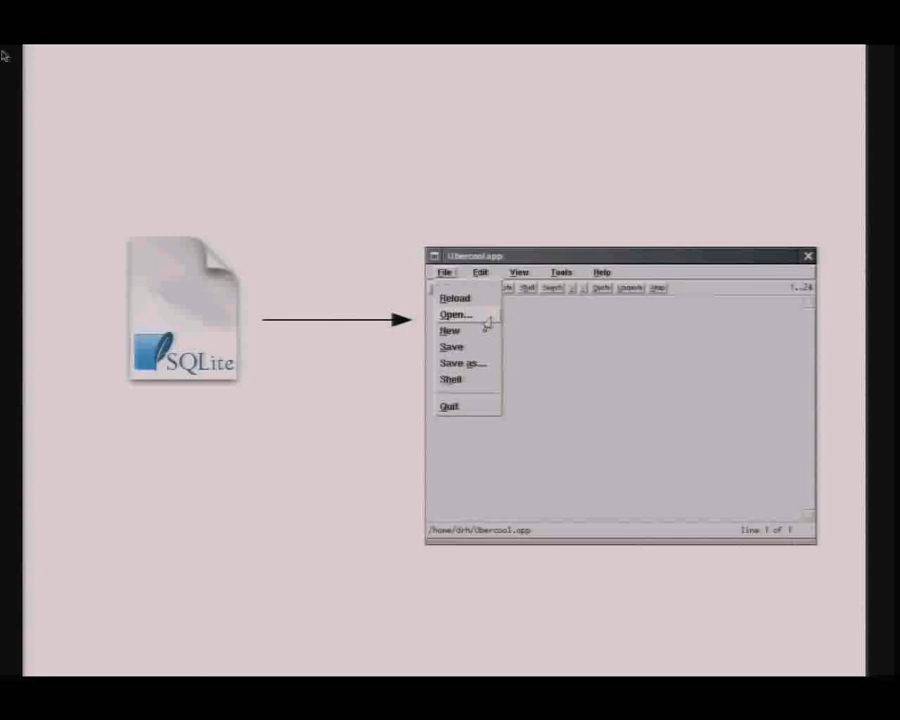 SQLite
Ubercool.app
File Edit View Tools Help
Reload
Open...
New
Save
Save as...
Shell
Quit
/home/drh/Ubercool.app line 1 of 1